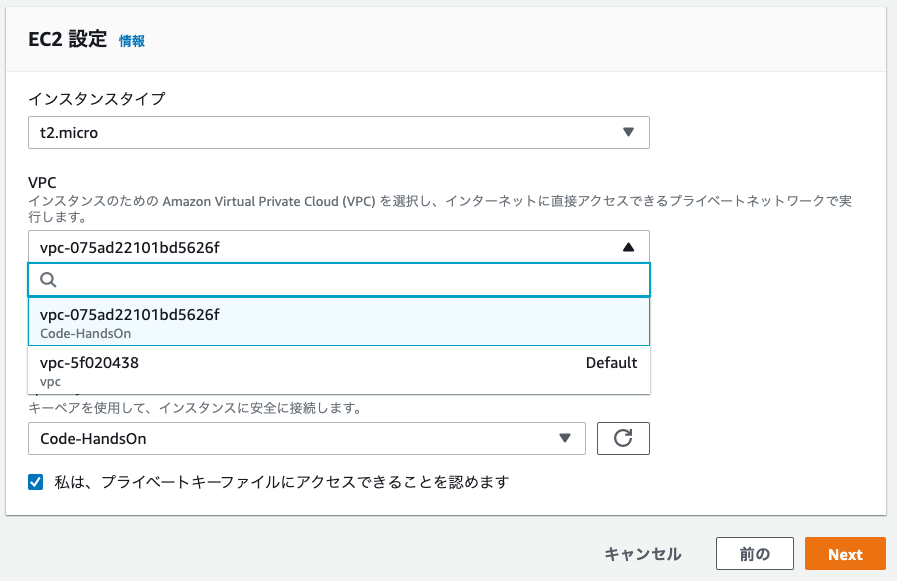 EC2 設定 情報
インスタンスタイプ
t2.micro
VPC
インスタンスのための Amazon Virtual Private Cloud (VPC) を選択し、インターネットに直接アクセスできるプライベートネットワークで実
行します。
vpc-075ad22101bd5626f
vpc-075ad22101bd5626f
Code-HandsOn
vpc-5f020438 Default
vpc
キーペアを使用して、インスタンスに安全に接続します。
Code-HandsOn
私は、プライベートキーファイルにアクセスできることを認めます
キャンセル 前の Next